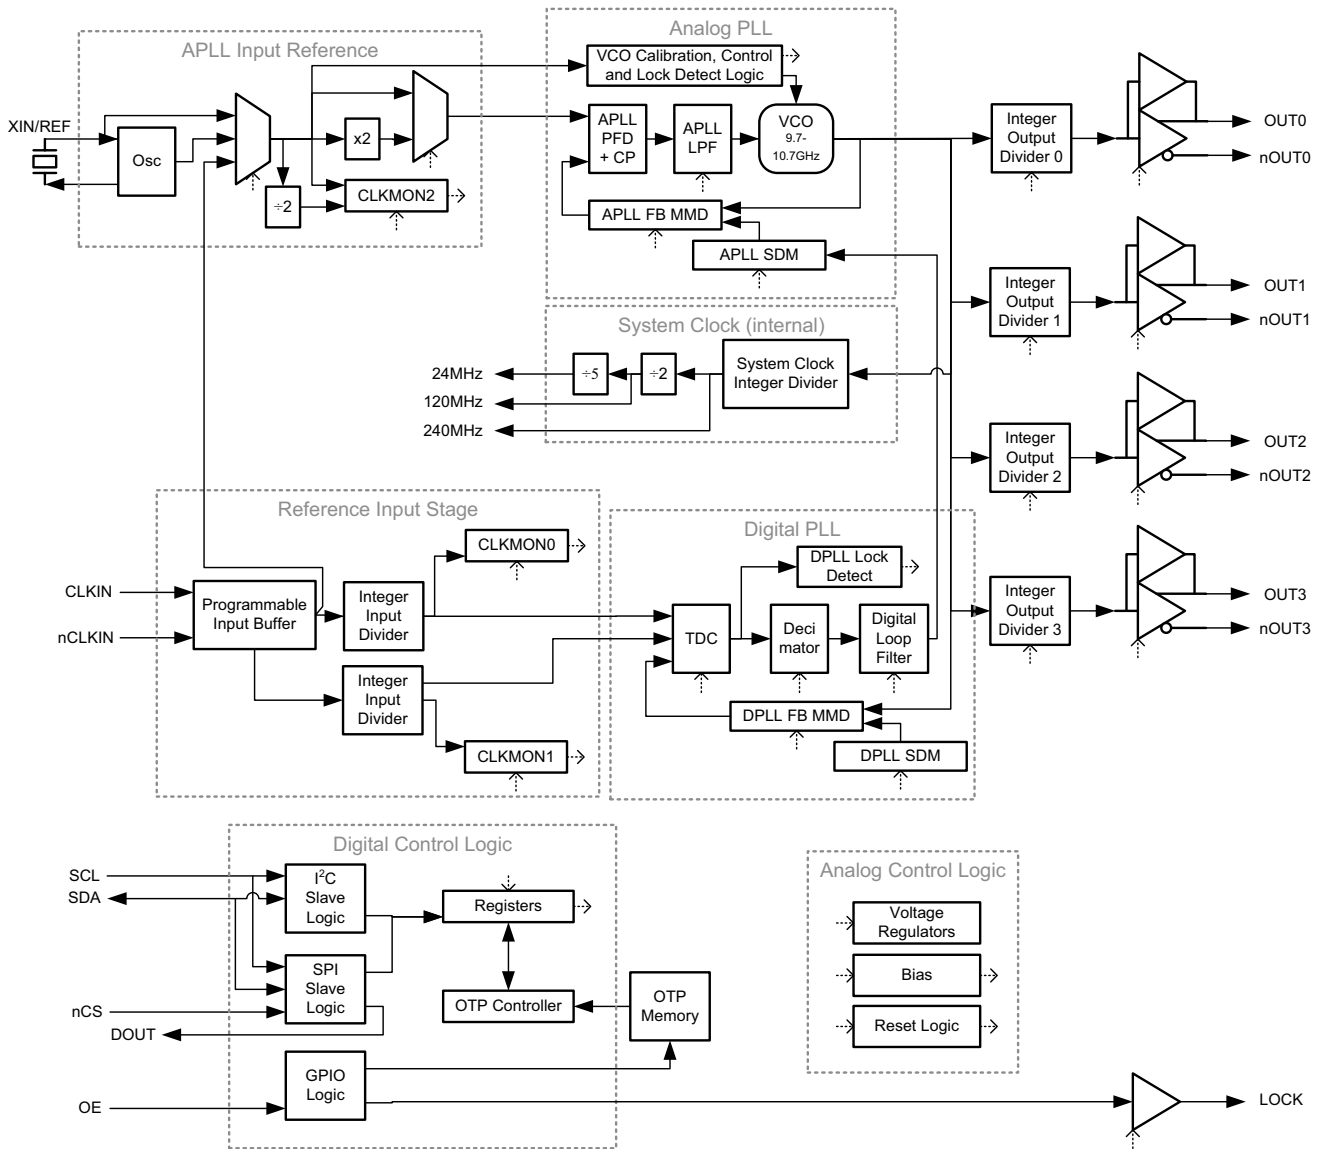 APLL Input Reference
XIN/REF
Osc
x2
÷2
CLKMON2
Analog PLL
VCO Calibration, Control
and Lock Detect Logic
APLL
PFD
+ CP
APLL
LPF
VCO
9.7-
10.7GHz
APLL FB MMD
APLL SDM
System Clock (internal)
24MHz
120MHz
240MHz
÷5
÷2
System Clock
Integer Divider
Integer
Output
Divider 0
OUT0
nOUT0
Integer
Output
Divider 1
OUT1
nOUT1
Integer
Output
Divider 2
OUT2
nOUT2
Integer
Output
Divider 3
OUT3
nOUT3
Reference Input Stage
CLKIN
nCLKIN
Programmable
Input Buffer
Integer
Input
Divider
Integer
Input
Divider
CLKMON0
CLKMON1
Digital PLL
DPLL Lock
Detect
TDC
Deci
mator
Digital
Loop
Filter
DPLL FB MMD
DPLL SDM
Digital Control Logic
SCL
SDA
nCS
DOUT
OE
I²C
Slave
Logic
SPI
Slave
Logic
GPIO
Logic
Registers
OTP Controller
OTP
Memory
Analog Control Logic
Voltage
Regulators
Bias
Reset Logic
LOCK